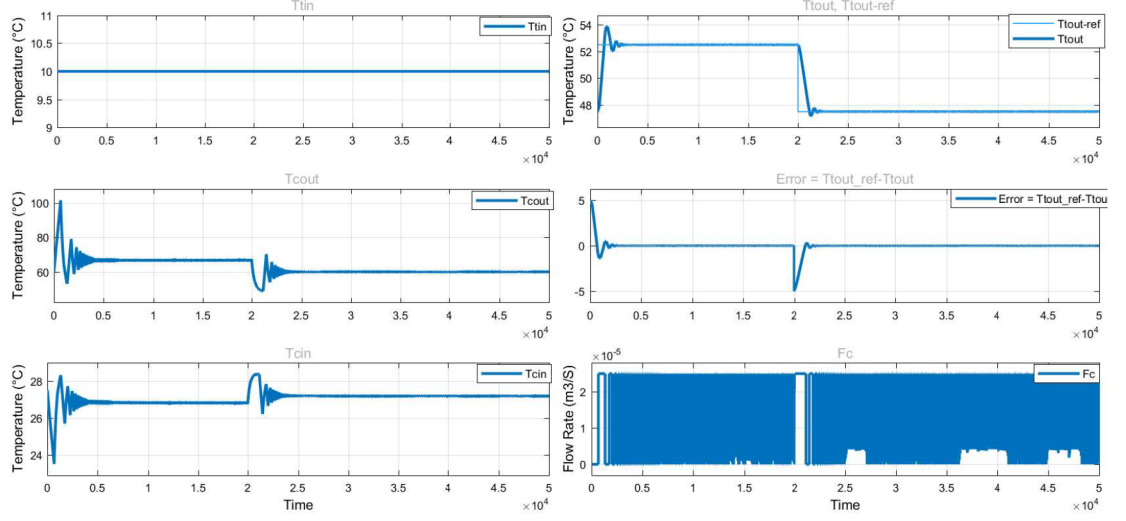 Ttin
Temperature (°C)
11
10.5
10
9.5
9
Ttin
0 0.5 1 1.5 2 2.5 3 3.5 4 4.5 5
×10⁴
Ttout, Ttout-ref
Temperature (°C)
54
52
50
48
Ttout-ref
Ttout
0 0.5 1 1.5 2 2.5 3 3.5 4 4.5 5
×10⁴
Tcout
Temperature (°C)
100
80
60
Tcout
0 0.5 1 1.5 2 2.5 3 3.5 4 4.5 5
×10⁴
Error = Ttout_ref-Ttout
5
0
-5
Error = Ttout_ref-Ttou
0 0.5 1 1.5 2 2.5 3 3.5 4 4.5 5
×10⁴
Tcin
Temperature (°C)
28
26
24
Tcin
0 0.5 1 1.5 2 2.5 3 3.5 4 4.5 5
Time
×10⁴
Fc
×10⁻⁵
Flow Rate (m3/S)
2
1
0
Fc
0 0.5 1 1.5 2 2.5 3 3.5 4 4.5 5
×10⁴